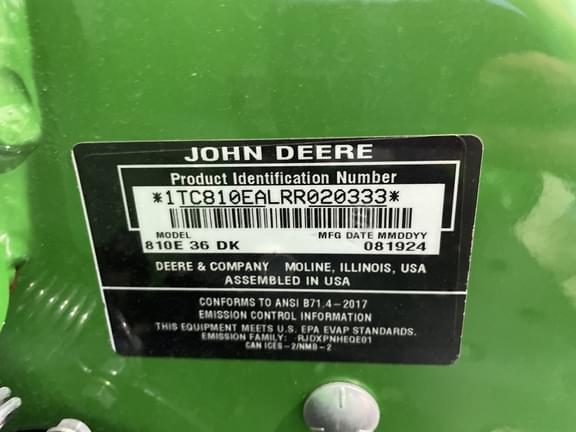 JOHN DEERE
Product Identification Number
*1TC810EALRR020333*
MODEL MFG DATE MMDDYY
810E 36 DK 081924
DEERE & COMPANY MOLINE, ILLINOIS, USA
ASSEMBLED IN USA
CONFORMS TO ANSI B71.4-2017
EMISSION CONTROL INFORMATION
THIS EQUIPMENT MEETS U.S. EPA EVAP STANDARDS.
EMISSION FAMILY: RJDXPNHEQE01
CAN ICES-2/NMB-2